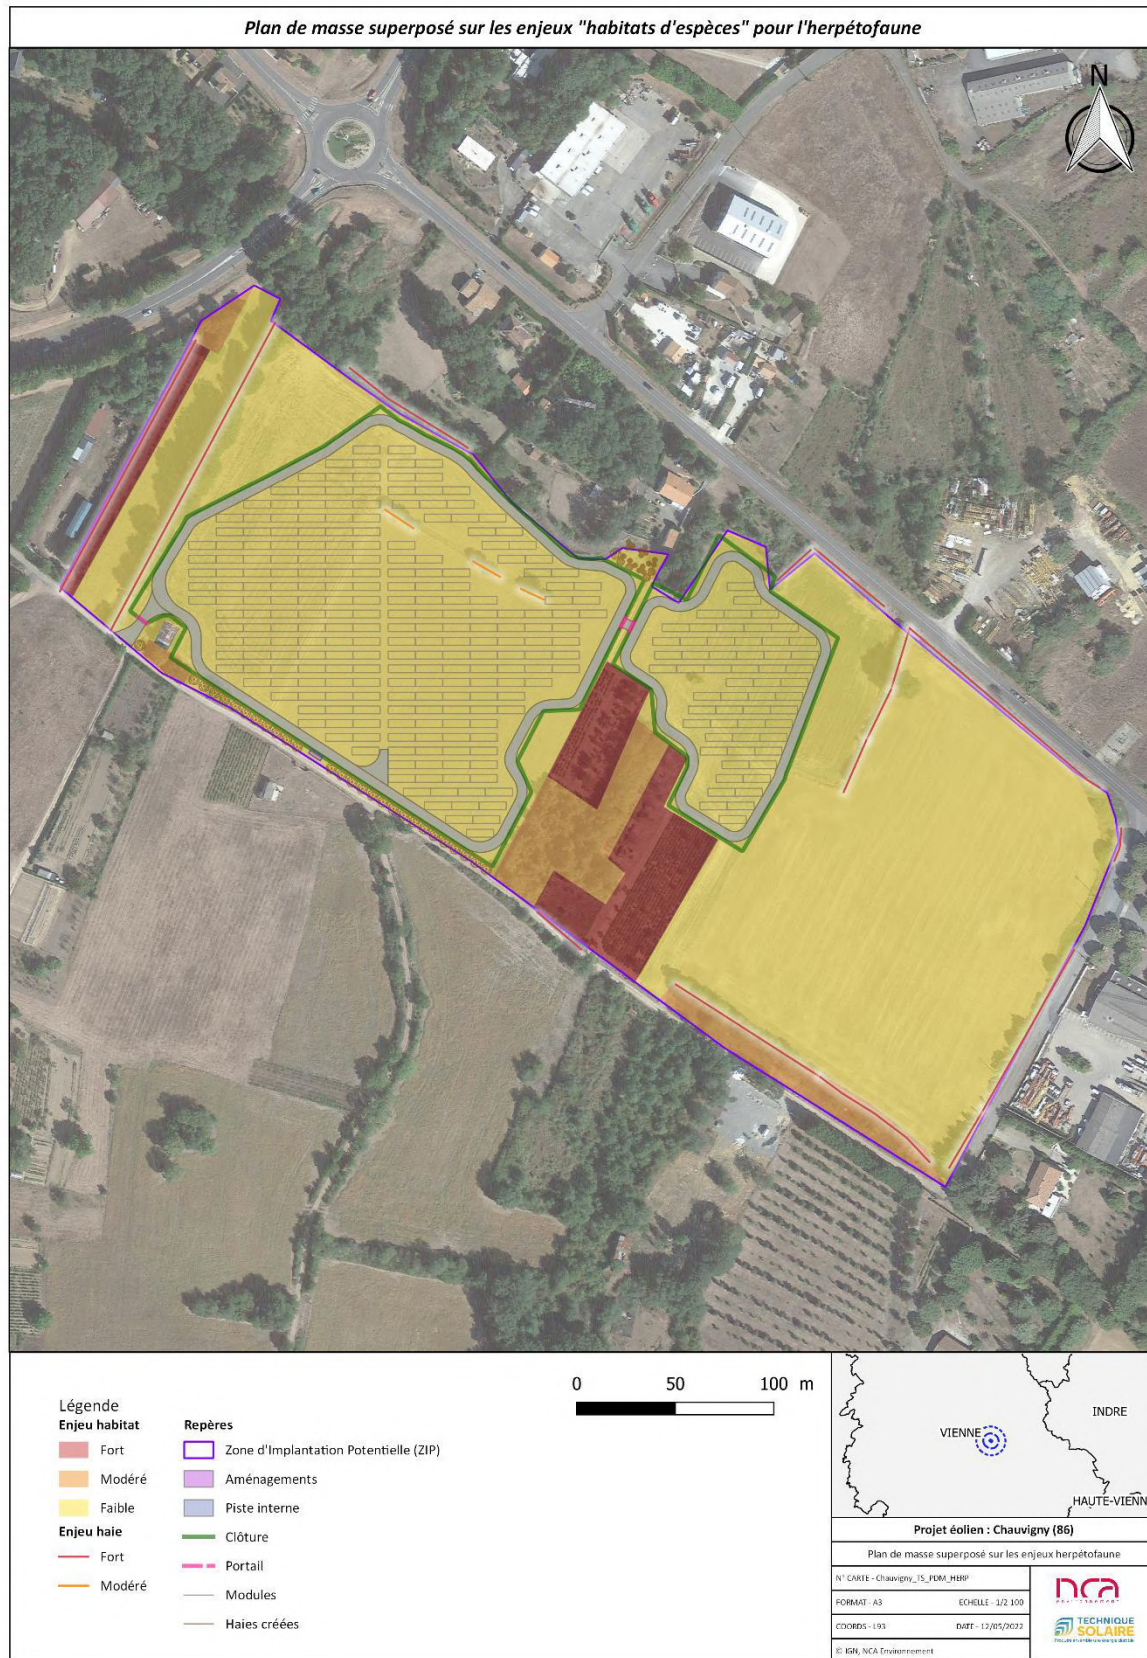 Plan de masse superposé sur les enjeux "habitats d'espèces" pour l'herpétofaune
N
0 50 100 m
Légende
Enjeu habitat
Fort
Modéré
Faible
Enjeu haie
Fort
Modéré
Repères
Zone d'Implantation Potentielle (ZIP)
Aménagements
Piste interne
Clôture
Portail
Modules
Haies créées
VIENNE
INDRE
HAUTE-VIENN
Projet éolien : Chauvigny (86)
Plan de masse superposé sur les enjeux herpétofaune
N° CARTE - Chauvigny_TS_PDM_HERP
FORMAT - A3 ECHELLE - 1/2 100
COORDS - L93 DATE - 12/05/2022
© IGN, NCA Environnement
nca
environnement
TECHNIQUE
SOLAIRE